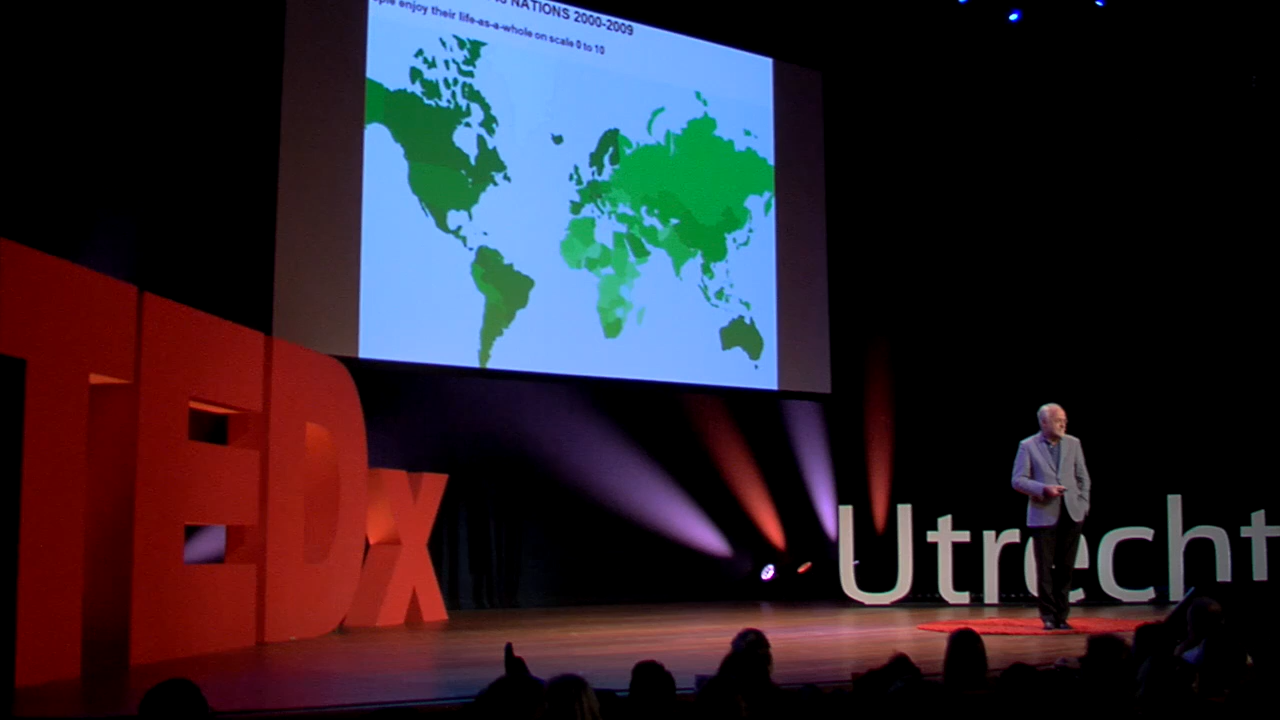 NATIONS 2000-2009
enjoy their life-as-a-whole on scale 0 to 10
TEDx
Utrecht